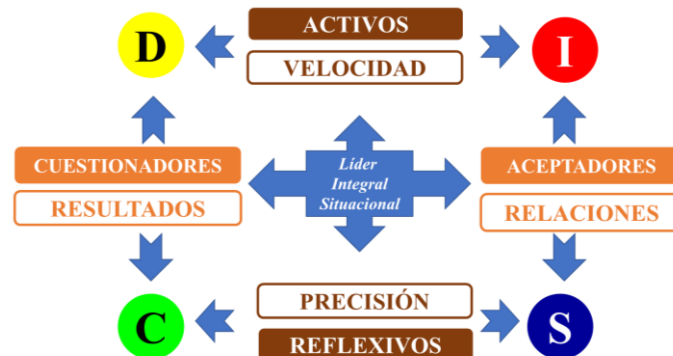 D
ACTIVOS
VELOCIDAD
I
CUESTIONADORES
RESULTADOS
Líder
Integral
Situacional
ACEPTADORES
RELACIONES
C
PRECISIÓN
REFLEXIVOS
S